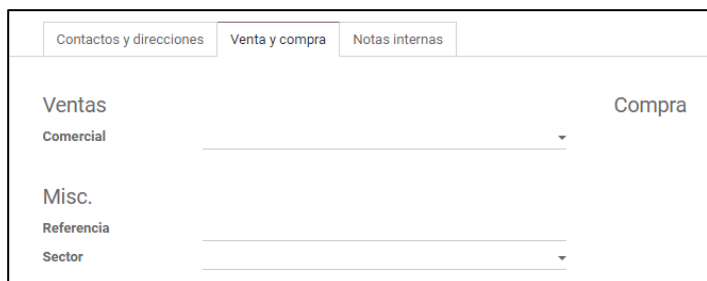 Contactos y direcciones Venta y compra Notas internas
Ventas Compra
Comercial
Misc.
Referencia
Sector